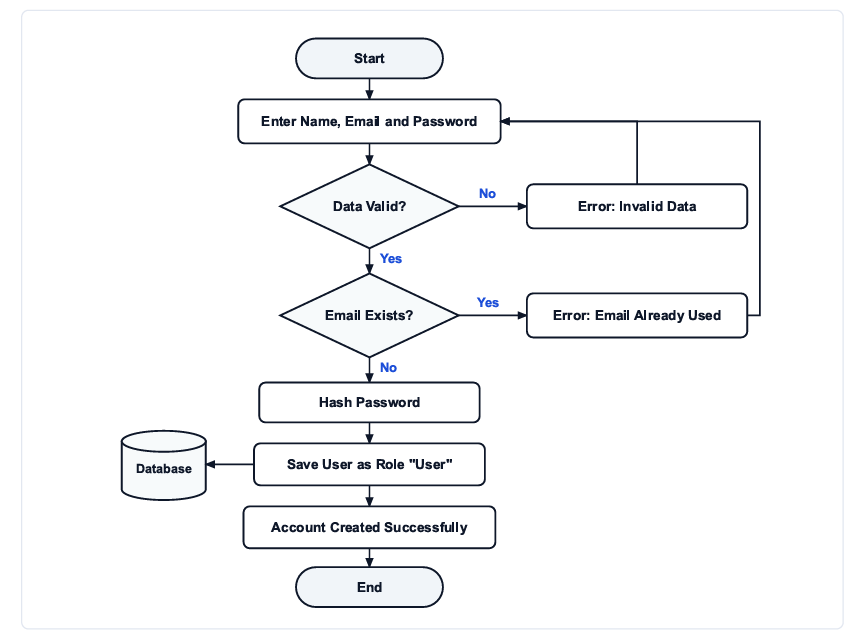 Start
Enter Name, Email and Password
Data Valid?
No
Error: Invalid Data
Yes
Email Exists?
Yes
Error: Email Already Used
No
Hash Password
Save User as Role "User"
Database
Account Created Successfully
End